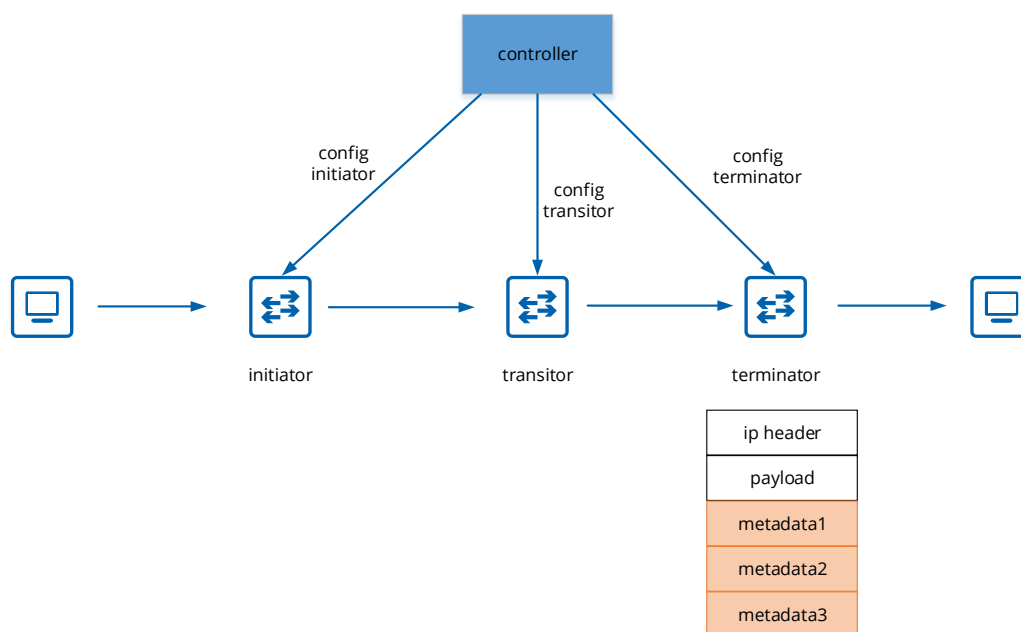 controller
config
initiator
config
transitor
config
terminator
initiator
transitor
terminator
ip header
payload
metadata1
metadata2
metadata3